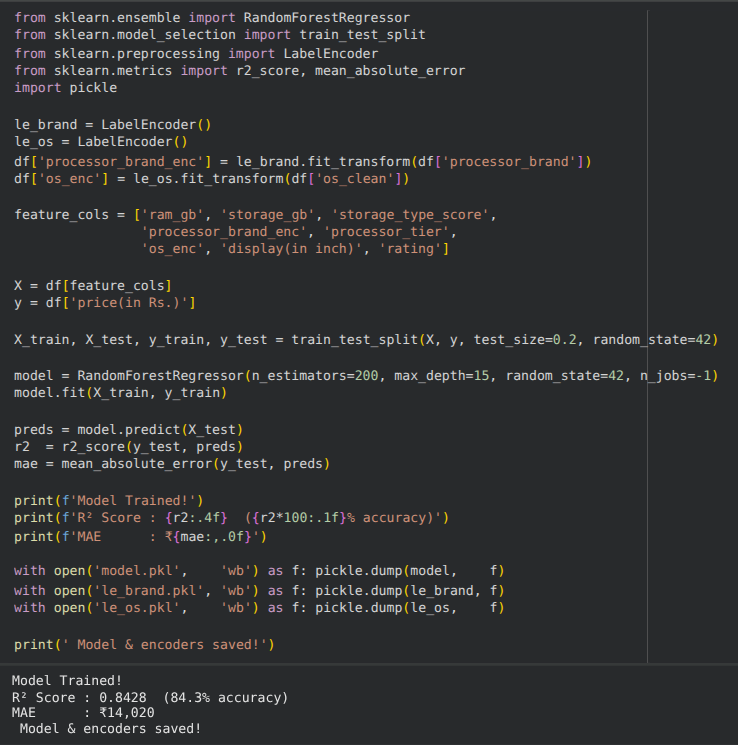 from sklearn.ensemble import RandomForestRegressor
from sklearn.model_selection import train_test_split
from sklearn.preprocessing import LabelEncoder
from sklearn.metrics import r2_score, mean_absolute_error
import pickle

le_brand = LabelEncoder()
le_os = LabelEncoder()
df['processor_brand_enc'] = le_brand.fit_transform(df['processor_brand'])
df['os_enc'] = le_os.fit_transform(df['os_clean'])

feature_cols = ['ram_gb', 'storage_gb', 'storage_type_score',
                'processor_brand_enc', 'processor_tier',
                'os_enc', 'display(in inch)', 'rating']

X = df[feature_cols]
y = df['price(in Rs.)']

X_train, X_test, y_train, y_test = train_test_split(X, y, test_size=0.2, random_state=42)

model = RandomForestRegressor(n_estimators=200, max_depth=15, random_state=42, n_jobs=-1)
model.fit(X_train, y_train)

preds = model.predict(X_test)
r2  = r2_score(y_test, preds)
mae = mean_absolute_error(y_test, preds)

print(f'Model Trained!')
print(f'R² Score : {r2:.4f}  ({r2*100:.1f}% accuracy)')
print(f'MAE      : ₹{mae:,.0f}')

with open('model.pkl',    'wb') as f: pickle.dump(model,    f)
with open('le_brand.pkl', 'wb') as f: pickle.dump(le_brand, f)
with open('le_os.pkl',    'wb') as f: pickle.dump(le_os,    f)

print(' Model & encoders saved!')
Model Trained!
R² Score : 0.8428  (84.3% accuracy)
MAE      : ₹14,020
 Model & encoders saved!